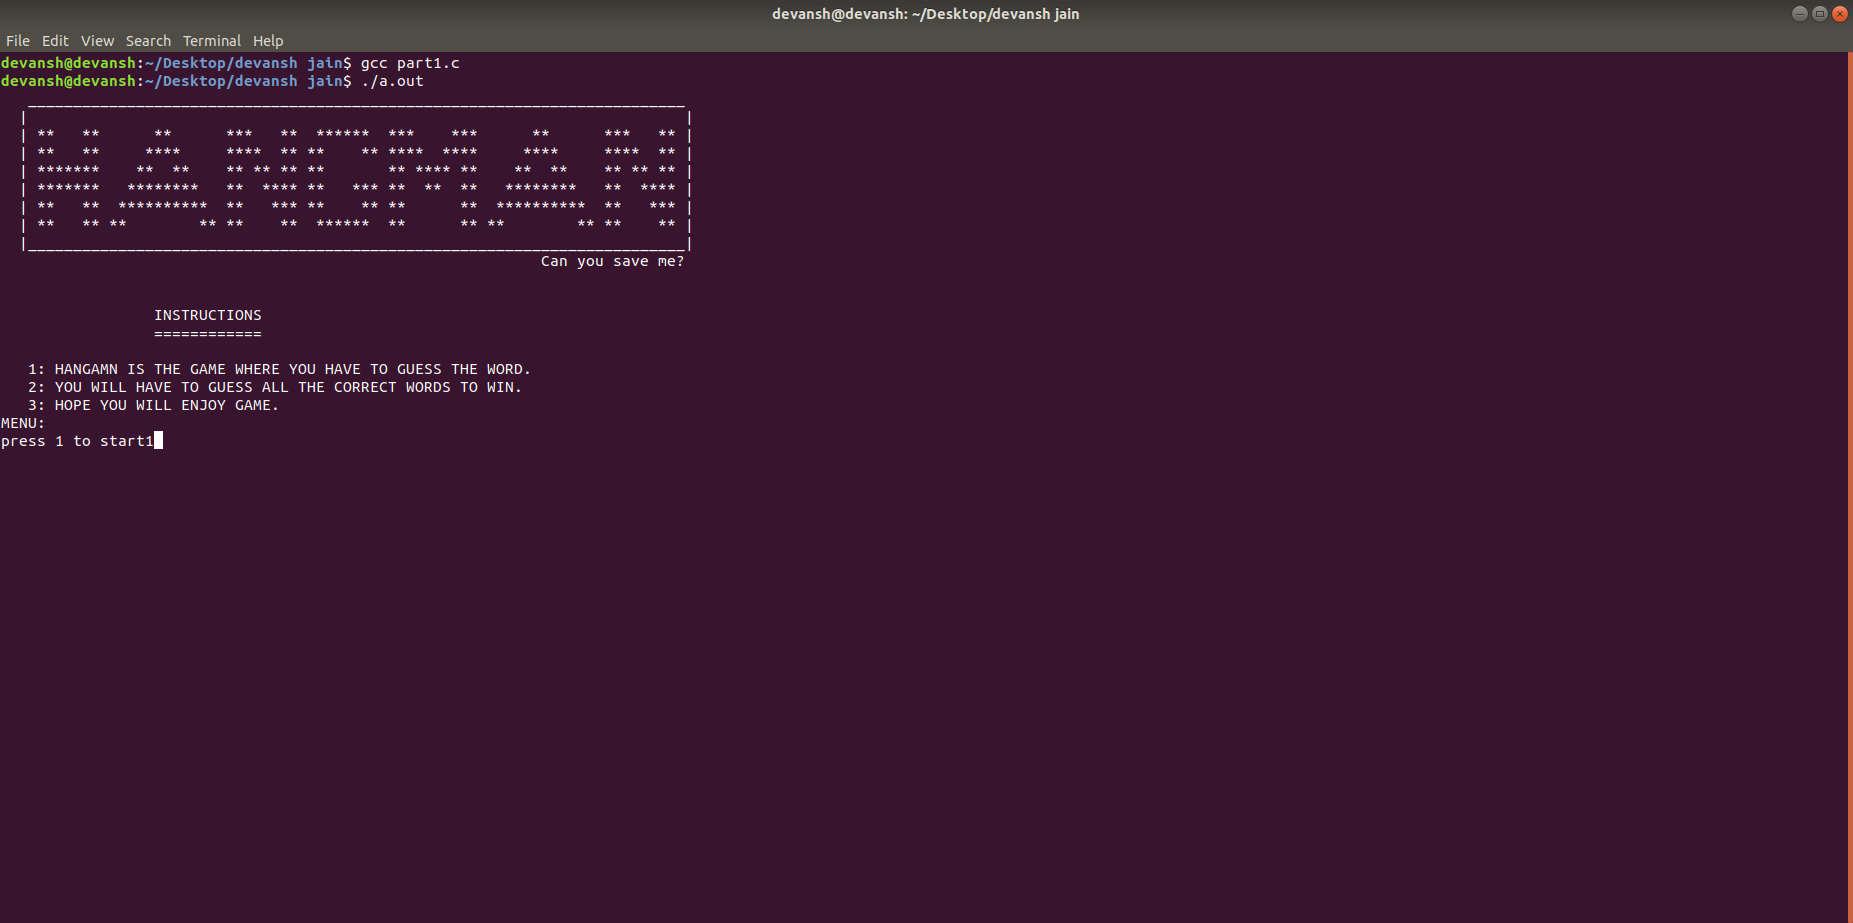 devansh@devansh: ~/Desktop/devansh jain
File Edit View Search Terminal Help
devansh@devansh:~/Desktop/devansh jain$ gcc part1.c
devansh@devansh:~/Desktop/devansh jain$ ./a.out
HANGMAN
Can you save me?
INSTRUCTIONS
============
1: HANGAMN IS THE GAME WHERE YOU HAVE TO GUESS THE WORD.
2: YOU WILL HAVE TO GUESS ALL THE CORRECT WORDS TO WIN.
3: HOPE YOU WILL ENJOY GAME.
MENU:
press 1 to start1